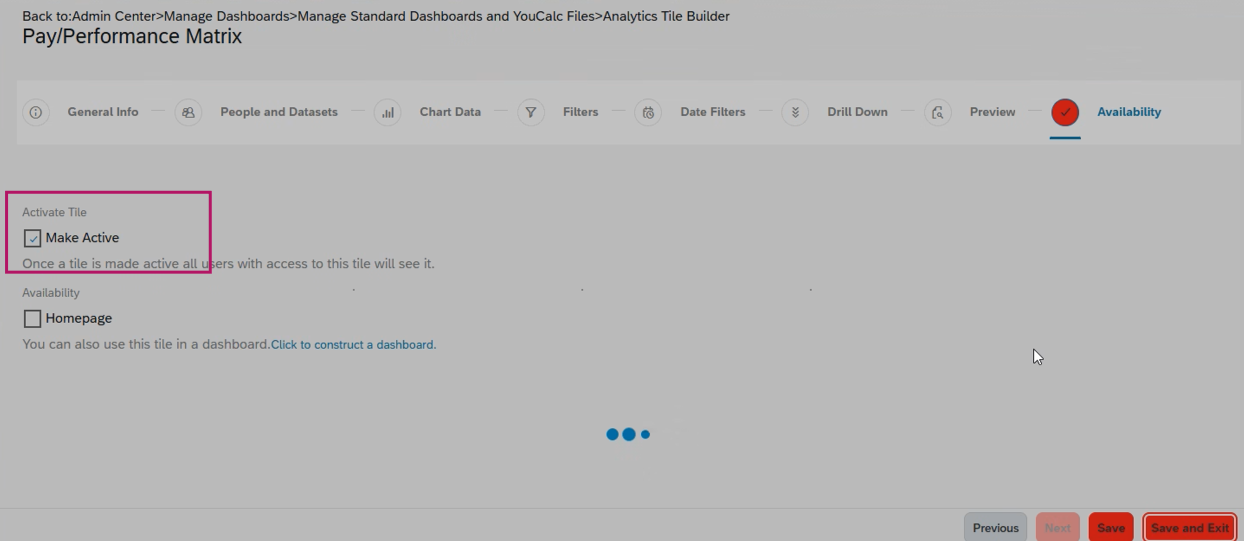 Back to:Admin Center>Manage Dashboards>Manage Standard Dashboards and YouCalc Files>Analytics Tile Builder
Pay/Performance Matrix
General Info People and Datasets Chart Data Filters Date Filters Drill Down Preview Availability
Activate Tile
Make Active
Once a tile is made active all users with access to this tile will see it.
Availability
Homepage
You can also use this tile in a dashboard.Click to construct a dashboard.
Previous Next Save Save and Exit